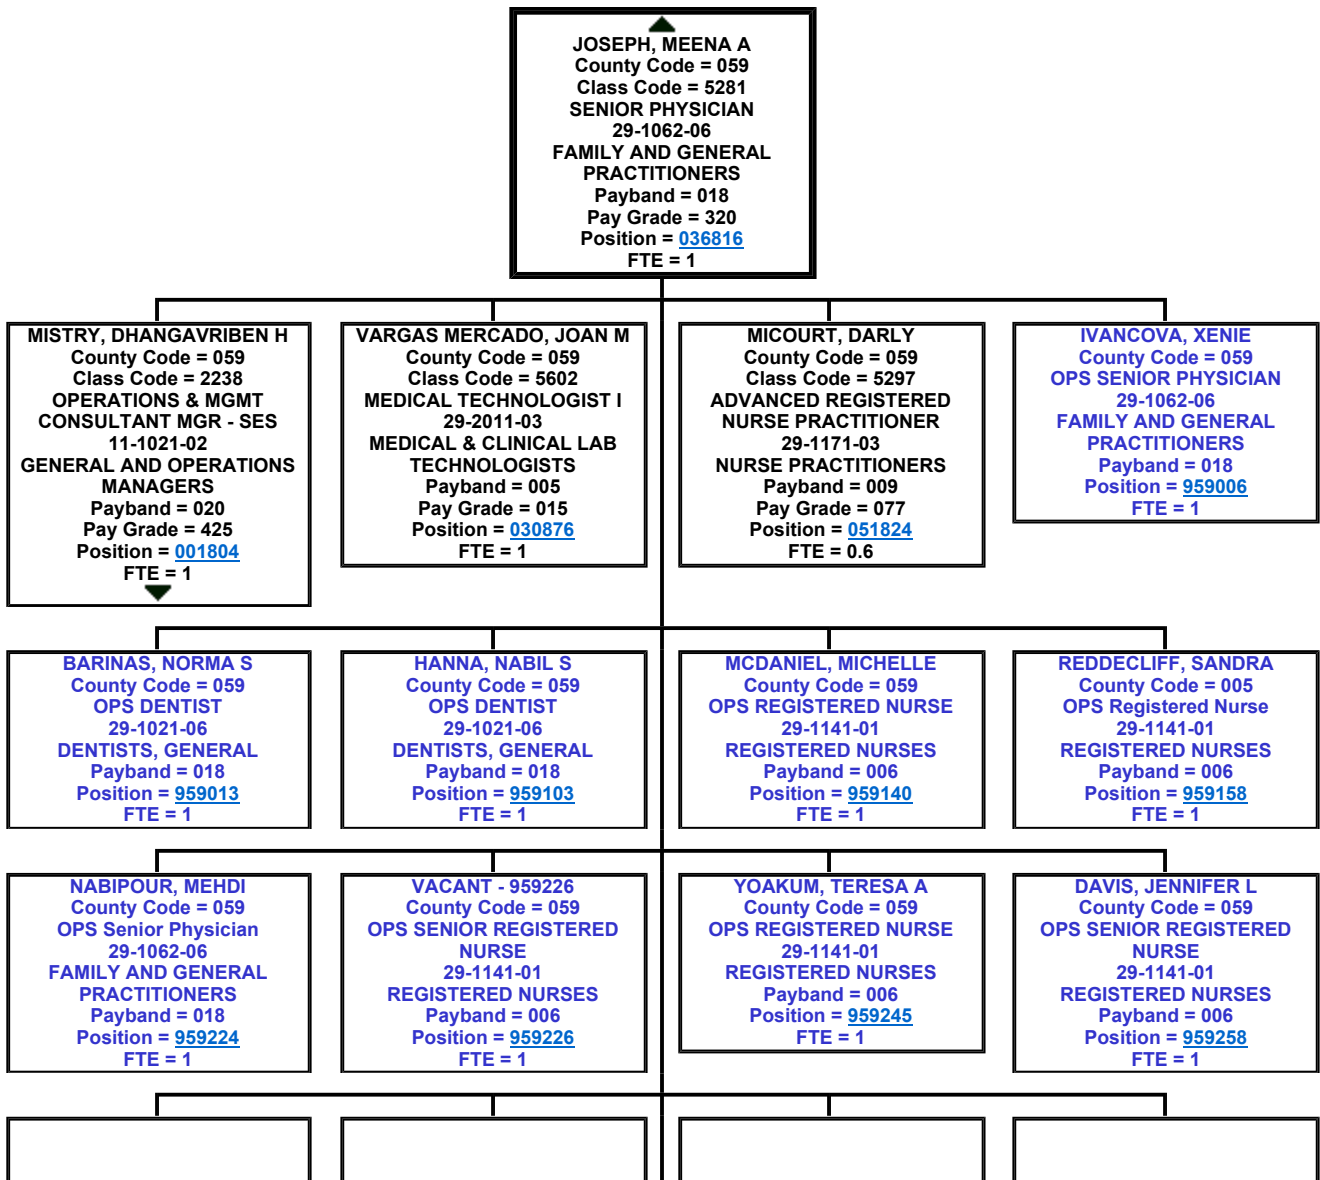 JOSEPH, MEENA A
County Code = 059
Class Code = 5281
SENIOR PHYSICIAN
29-1062-06
FAMILY AND GENERAL
PRACTITIONERS
Payband = 018
Pay Grade = 320
Position = 036816
FTE = 1
MISTRY, DHANGAVRIBEN H
County Code = 059
Class Code = 2238
OPERATIONS & MGMT
CONSULTANT MGR - SES
11-1021-02
GENERAL AND OPERATIONS
MANAGERS
Payband = 020
Pay Grade = 425
Position = 001804
FTE = 1
VARGAS MERCADO, JOAN M
County Code = 059
Class Code = 5602
MEDICAL TECHNOLOGIST I
29-2011-03
MEDICAL & CLINICAL LAB
TECHNOLOGISTS
Payband = 005
Pay Grade = 015
Position = 030876
FTE = 1
MICOURT, DARLY
County Code = 059
Class Code = 5297
ADVANCED REGISTERED
NURSE PRACTITIONER
29-1171-03
NURSE PRACTITIONERS
Payband = 009
Pay Grade = 077
Position = 051824
FTE = 0.6
IVANCOVA, XENIE
County Code = 059
OPS SENIOR PHYSICIAN
29-1062-06
FAMILY AND GENERAL
PRACTITIONERS
Payband = 018
Position = 959006
FTE = 1
BARINAS, NORMA S
County Code = 059
OPS DENTIST
29-1021-06
DENTISTS, GENERAL
Payband = 018
Position = 959013
FTE = 1
HANNA, NABIL S
County Code = 059
OPS DENTIST
29-1021-06
DENTISTS, GENERAL
Payband = 018
Position = 959103
FTE = 1
MCDANIEL, MICHELLE
County Code = 059
OPS REGISTERED NURSE
29-1141-01
REGISTERED NURSES
Payband = 006
Position = 959140
FTE = 1
REDDECLIFF, SANDRA
County Code = 005
OPS Registered Nurse
29-1141-01
REGISTERED NURSES
Payband = 006
Position = 959158
FTE = 1
NABIPOUR, MEHDI
County Code = 059
OPS Senior Physician
29-1062-06
FAMILY AND GENERAL
PRACTITIONERS
Payband = 018
Position = 959224
FTE = 1
VACANT - 959226
County Code = 059
OPS SENIOR REGISTERED
NURSE
29-1141-01
REGISTERED NURSES
Payband = 006
Position = 959226
FTE = 1
YOAKUM, TERESA A
County Code = 059
OPS REGISTERED NURSE
29-1141-01
REGISTERED NURSES
Payband = 006
Position = 959245
FTE = 1
DAVIS, JENNIFER L
County Code = 059
OPS SENIOR REGISTERED
NURSE
29-1141-01
REGISTERED NURSES
Payband = 006
Position = 959258
FTE = 1